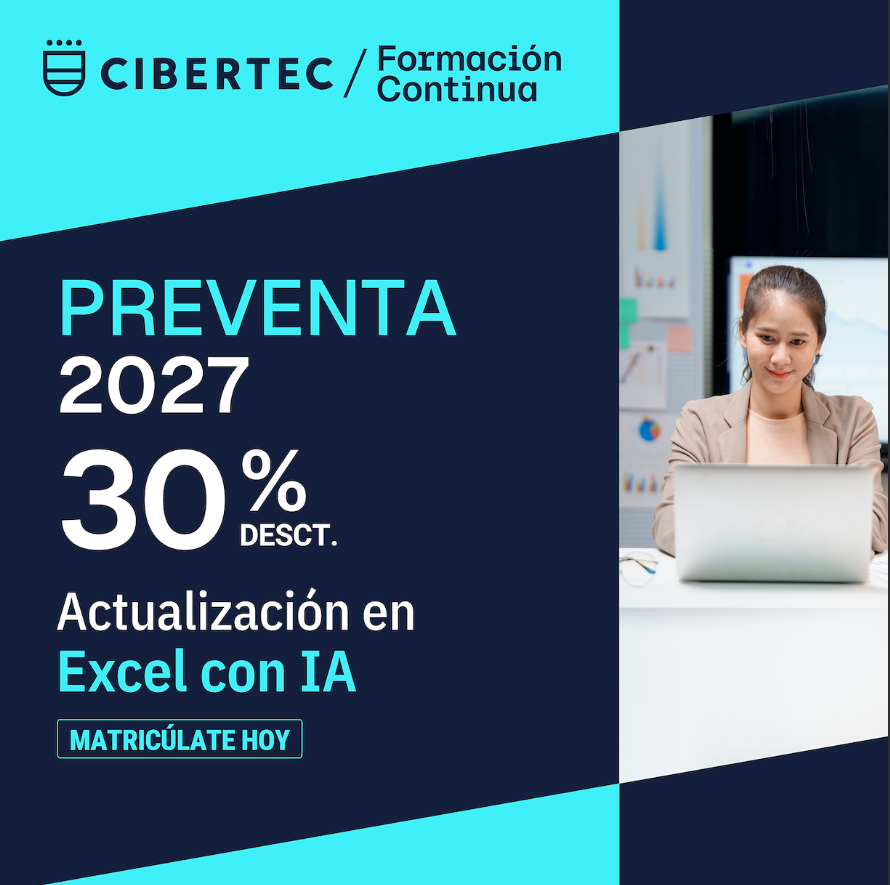 CIBERTEC / Formación
Continua
PREVENTA
2027
30%
DESCT.
Actualización en
Excel con IA
MATRICÚLATE HOY